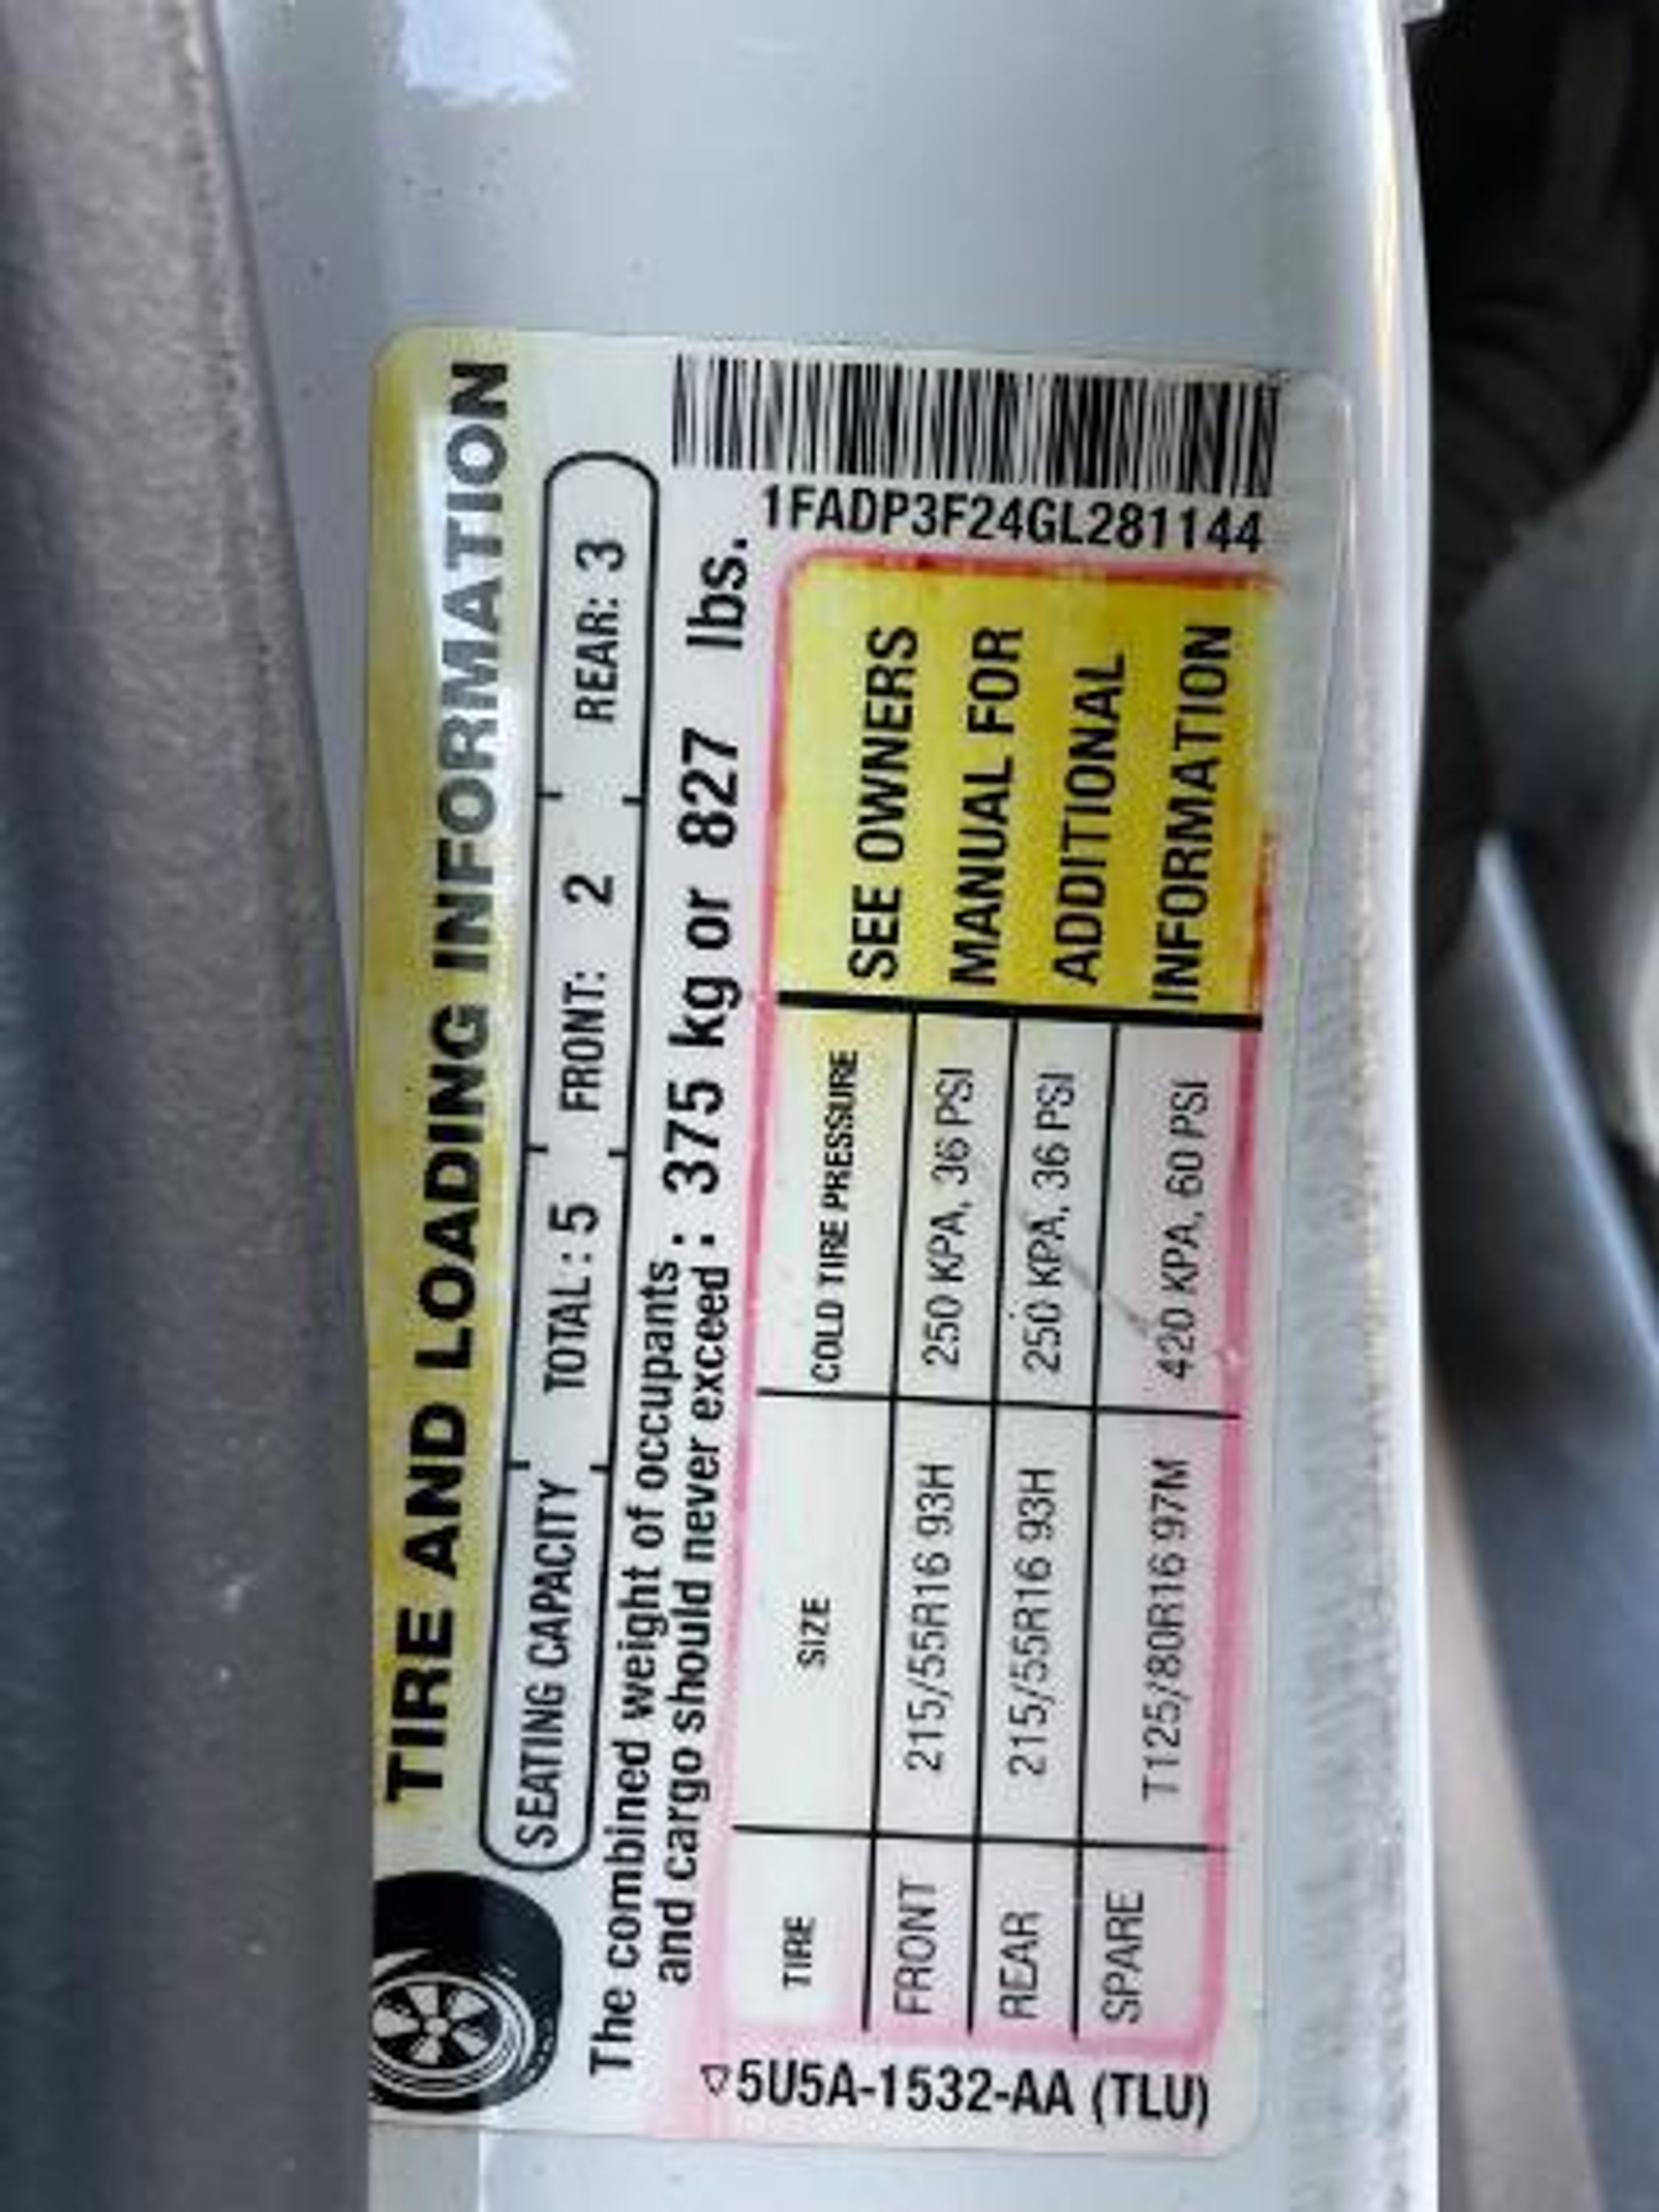 TIRE AND LOADING INFORMATION
SEATING CAPACITY TOTAL : 5 FRONT: 2 REAR: 3
The combined weight of occupants
and cargo should never exceed : 375 kg or 827 lbs.
TIRE SIZE COLD TIRE PRESSURE
FRONT 215/55R16 93H 250 KPA, 36 PSI
REAR 215/55R16 93H 250 KPA, 36 PSI
SPARE T125/80R16 97M 420 KPA, 60 PSI
SEE OWNERS
MANUAL FOR
ADDITIONAL
INFORMATION
1FADP3F24GL281144
5U5A-1532-AA (TLU)